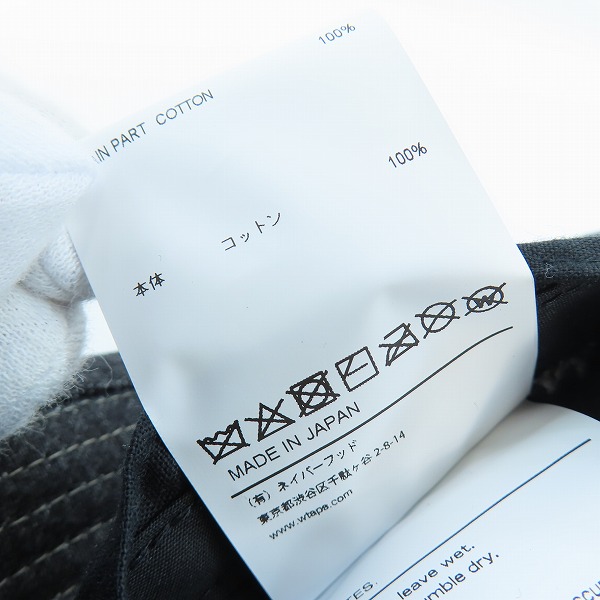 100%
IN PART COTTON
100%
本体 コットン
W
MADE IN JAPAN
(有) ネイバーフッド
東京都渋谷区千駄ヶ谷 2-8-14
www.wtaps.com
leave wet.
mble dry.